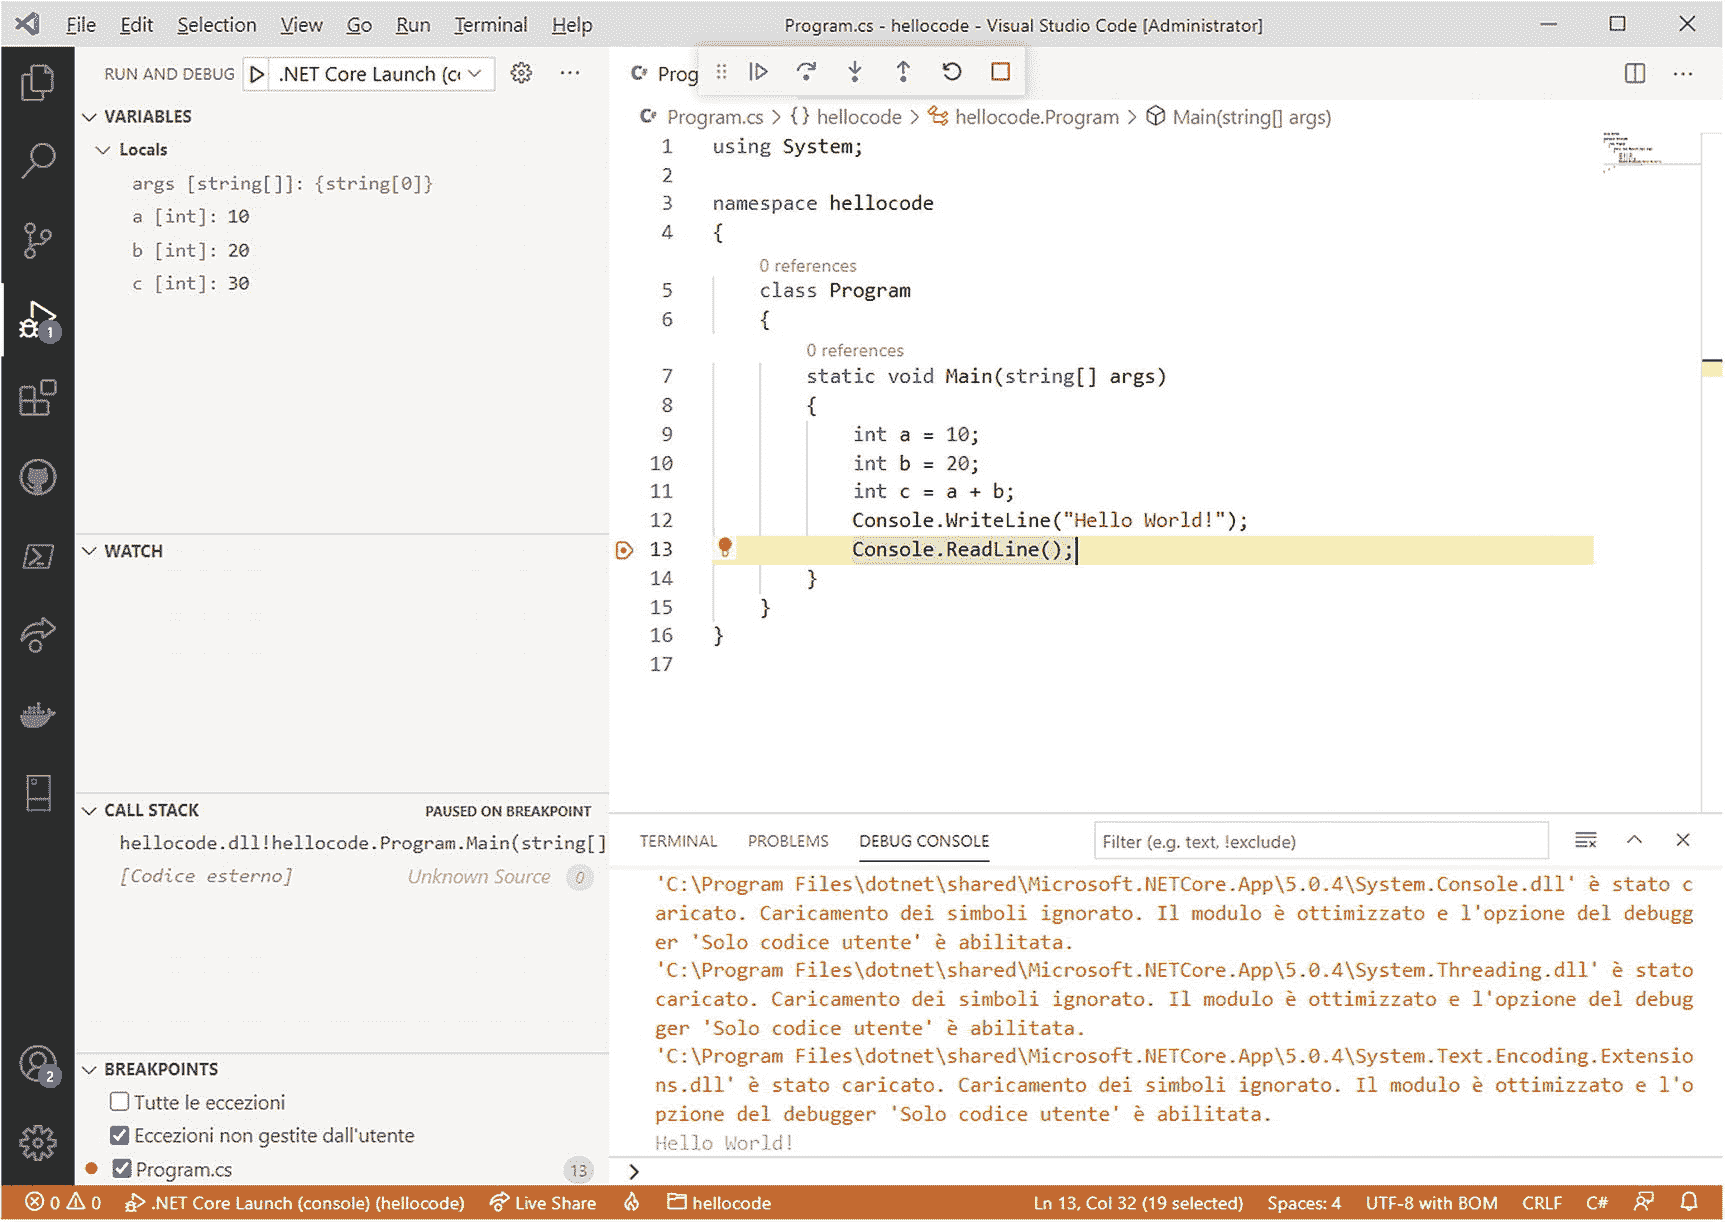 File Edit Selection View Go Run Terminal Help Program.cs - hellocode - Visual Studio Code [Administrator]
RUN AND DEBUG .NET Core Launch (c
VARIABLES
Locals
args [string[]]: {string[0]}
a [int]: 10
b [int]: 20
c [int]: 30
WATCH
CALL STACK PAUSED ON BREAKPOINT
hellocode.dll!hellocode.Program.Main(string[]
[Codice esterno] Unknown Source 0
BREAKPOINTS
Tutte le eccezioni
Eccezioni non gestite dall'utente
Program.cs 13
1
2
Prog
Program.cs > {} hellocode > hellocode.Program > Main(string[] args)
1 using System;
2
3 namespace hellocode
4 {
0 references
5 class Program
6 {
0 references
7 static void Main(string[] args)
8 {
9 int a = 10;
10 int b = 20;
11 int c = a + b;
12 Console.WriteLine("Hello World!");
13 Console.ReadLine();
14 }
15 }
16 }
17
TERMINAL PROBLEMS DEBUG CONSOLE Filter (e.g. text, !exclude)
'C:\Program Files\dotnet\shared\Microsoft.NETCore.App\5.0.4\System.Console.dll' è stato c
aricato. Caricamento dei simboli ignorato. Il modulo è ottimizzato e l'opzione del debugg
er 'Solo codice utente' è abilitata.
'C:\Program Files\dotnet\shared\Microsoft.NETCore.App\5.0.4\System.Threading.dll' è stato
caricato. Caricamento dei simboli ignorato. Il modulo è ottimizzato e l'opzione del debug
ger 'Solo codice utente' è abilitata.
'C:\Program Files\dotnet\shared\Microsoft.NETCore.App\5.0.4\System.Text.Encoding.Extensio
ns.dll' è stato caricato. Caricamento dei simboli ignorato. Il modulo è ottimizzato e l'o
pzione del debugger 'Solo codice utente' è abilitata.
Hello World!
>
0 0 .NET Core Launch (console) (hellocode) Live Share hellocode Ln 13, Col 32 (19 selected) Spaces: 4 UTF-8 with BOM CRLF C#